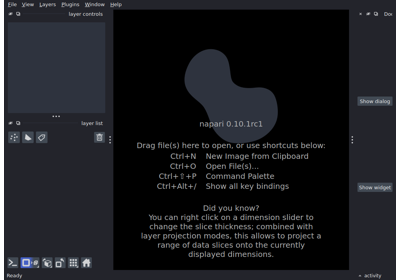 File View Layers Plugins Window Help
layer controls
layer list
napari 0.10.1rc1
Drag file(s) here to open, or use shortcuts below:
Ctrl+N New Image from Clipboard
Ctrl+O Open File(s)...
Ctrl+⇧+P Command Palette
Ctrl+Alt+/ Show all key bindings
Did you know?
You can right click on a dimension slider to
change the slice thickness; combined with
layer projection modes, this allows to project a
range of data slices onto the currently
displayed dimensions.
Show dialog
Show widget
Ready
activity